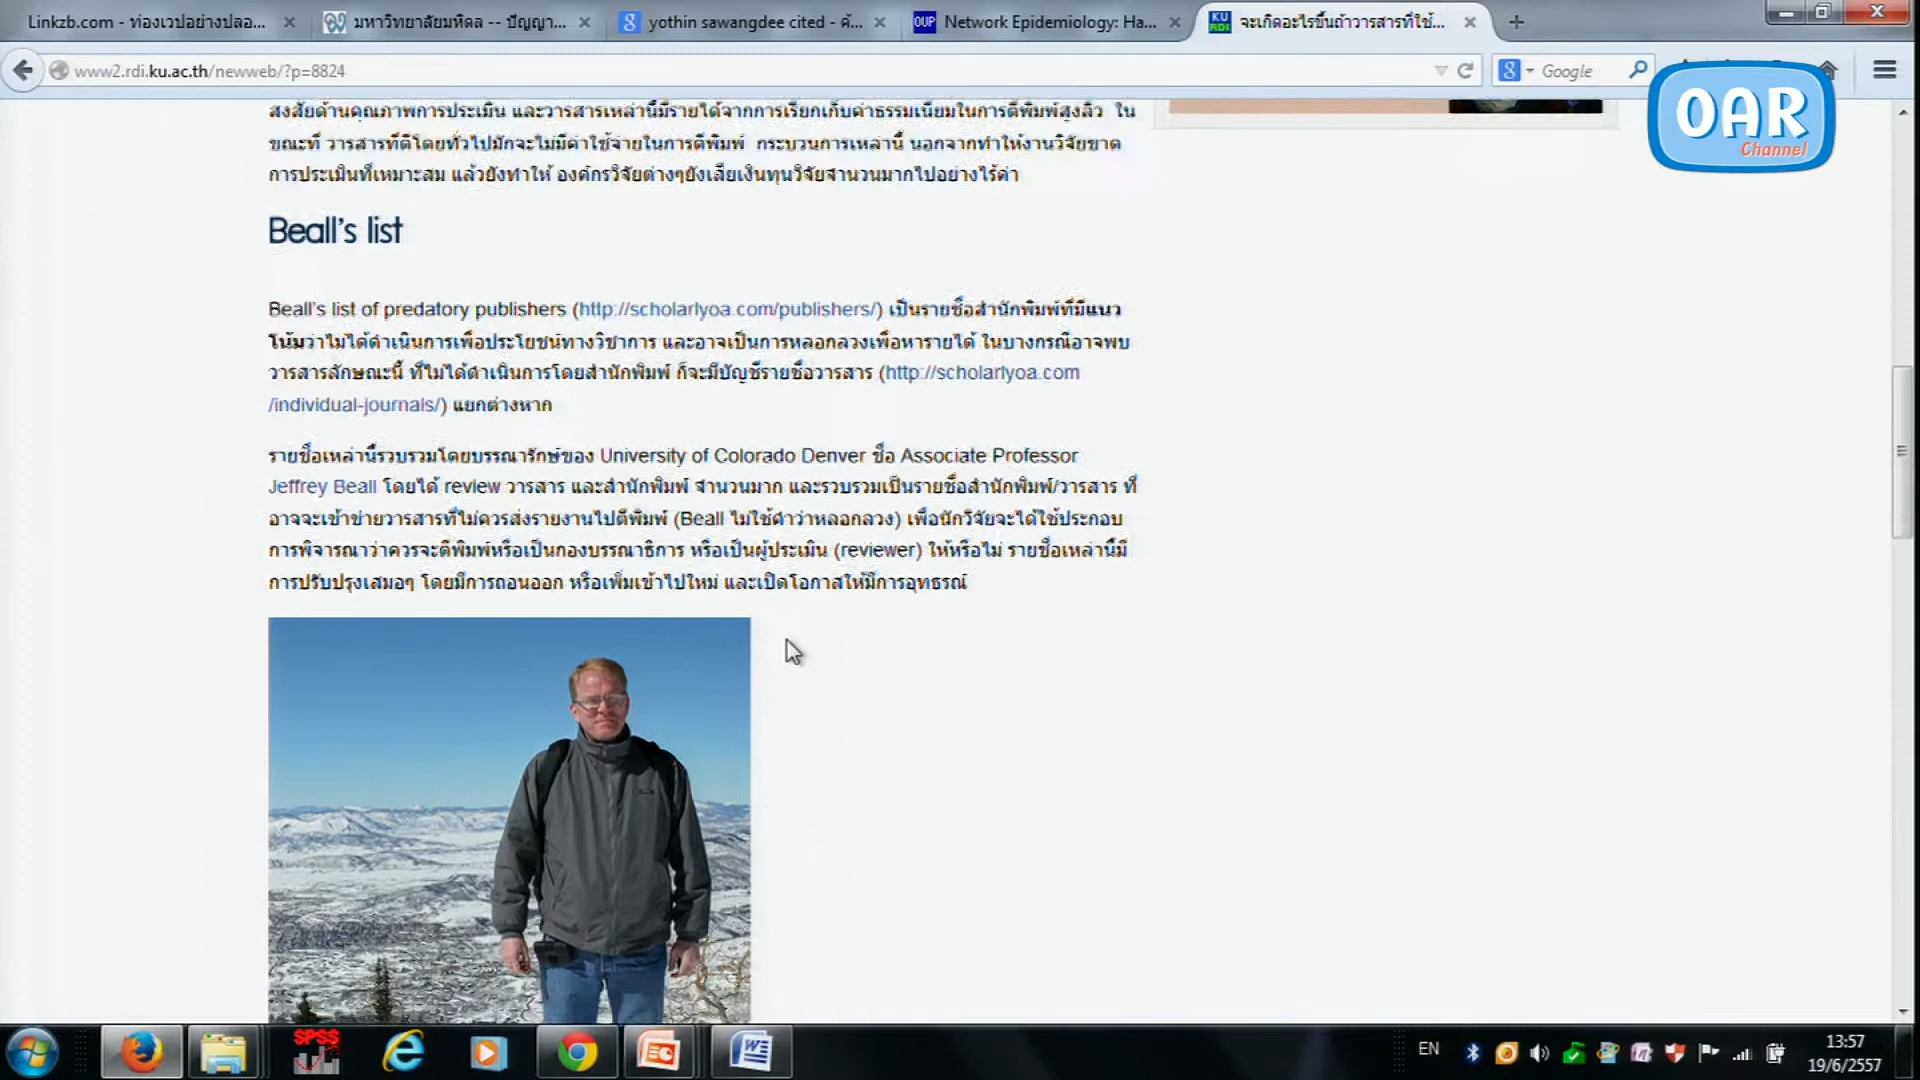 Linkzb.com - ท่องเวปอย่างปลอ...
มหาวิทยาลัยมหิดล -- ปัญญา...
yothin sawangdee cited - ค้...
OUP Network Epidemiology: Ha...
KU RDI จะเกิดอะไรขึ้นถ้าวารสารที่ใช้...
www2.rdi.ku.ac.th/newweb/?p=8824
Google
OAR
Channel
สงสัยด้านคุณภาพการประเมิน และวารสารเหล่านี้มีรายได้จากการเรียกเก็บค่าธรรมเนียมในการตีพิมพ์สูงลิ่ว ใน
ขณะที่ วารสารที่ดีโดยทั่วไปมักจะไม่มีค่าใช้จ่ายในการตีพิมพ์ กระบวนการเหล่านี้ นอกจากทำให้งานวิจัยขาด
การประเมินที่เหมาะสม แล้วยังทำให้ องค์กรวิจัยต่างๆยังเสียเงินทุนวิจัยจำนวนมากไปอย่างไร้ค่า
Beall's list
Beall's list of predatory publishers (http://scholarlyoa.com/publishers/) เป็นรายชื่อสำนักพิมพ์ที่มีแนว
โน้มว่าไม่ได้ดำเนินการเพื่อประโยชน์ทางวิชาการ และอาจเป็นการหลอกลวงเพื่อหารายได้ ในบางกรณีอาจพบ
วารสารลักษณะนี้ ที่ไม่ได้ดำเนินการโดยสำนักพิมพ์ ก็จะมีบัญชีรายชื่อวารสาร (http://scholarlyoa.com
/individual-journals/) แยกต่างหาก
รายชื่อเหล่านี้รวบรวมโดยบรรณารักษ์ของ University of Colorado Denver ชื่อ Associate Professor
Jeffrey Beall โดยได้ review วารสาร และสำนักพิมพ์ จำนวนมาก และรวบรวมเป็นรายชื่อสำนักพิมพ์/วารสาร ที่
อาจจะเข้าข่ายวารสารที่ไม่ควรส่งรายงานไปตีพิมพ์ (Beall ไม่ใช้คำว่าหลอกลวง) เพื่อนักวิจัยจะได้ใช้ประกอบ
การพิจารณาว่าควรจะตีพิมพ์หรือเป็นกองบรรณาธิการ หรือเป็นผู้ประเมิน (reviewer) ให้หรือไม่ รายชื่อเหล่านี้มี
การปรับปรุงเสมอๆ โดยมีการถอนออก หรือเพิ่มเข้าไปใหม่ และเปิดโอกาสให้มีการอุทธรณ์
SPSS
EN
13:57
19/6/2557